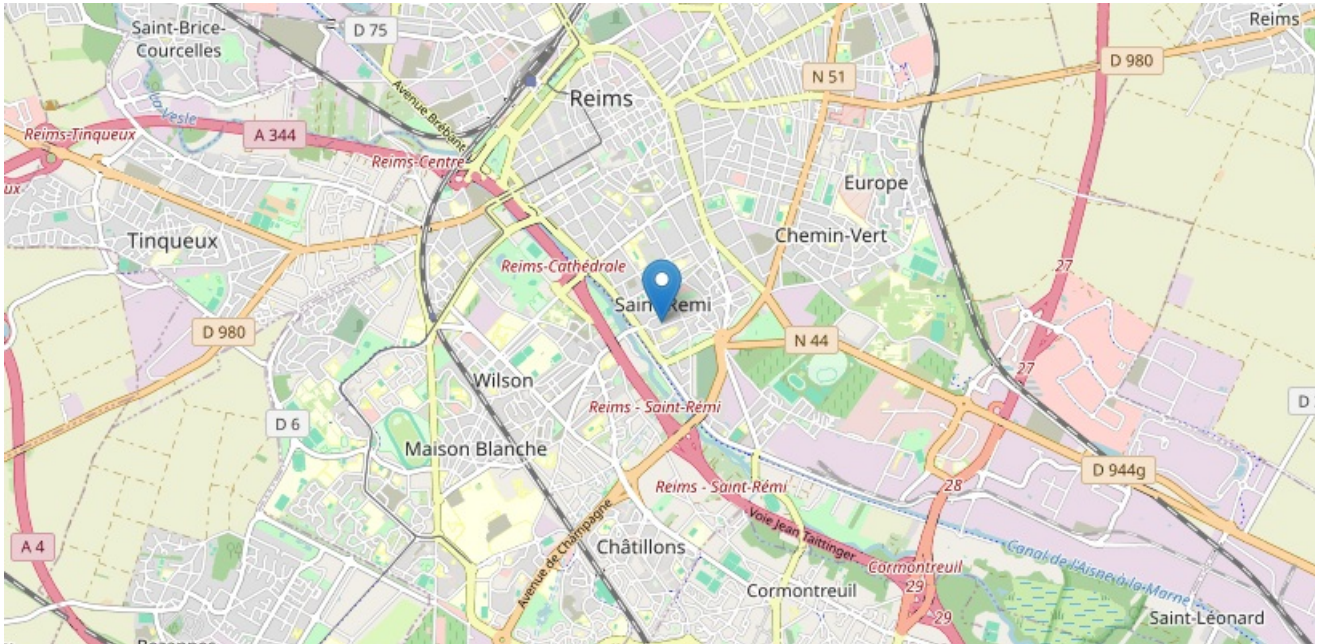 Saint-Brice-
Courcelles
D 75
Reims
D 980
N 51
Avenue Brébant
La Vesle
Reims
Reims-Tinqueux
A 344
Reims-Centre
ux
Europe
Tinqueux
Chemin-Vert
Reims-Cathédrale
27
Saint-Remi
D 980
N 44
27
Wilson
Reims - Saint-Rémi
D 6
D
Maison Blanche
D 944g
Reims - Saint-Rémi
28
Voie Jean Taittinger
A 4
Avenue de Champagne
Châtillons
Canal de l'Aisne à la Marne
Cormontreuil
29
Cormontreuil
29
Saint-Léonard